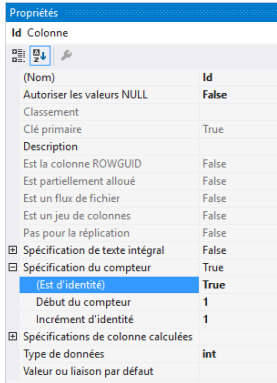 Propriétés
Id Colonne
(Nom) Id
Autoriser les valeurs NULL False
Classement
Clé primaire True
Description
Est la colonne ROWGUID False
Est partiellement alloué False
Est un flux de fichier False
Est un jeu de colonnes False
Pas pour la réplication False
Spécification de texte intégral False
Spécification du compteur True
(Est d'identité) True
Début du compteur 1
Incrément d'identité 1
Spécifications de colonne calculées
Type de données int
Valeur ou liaison par défaut